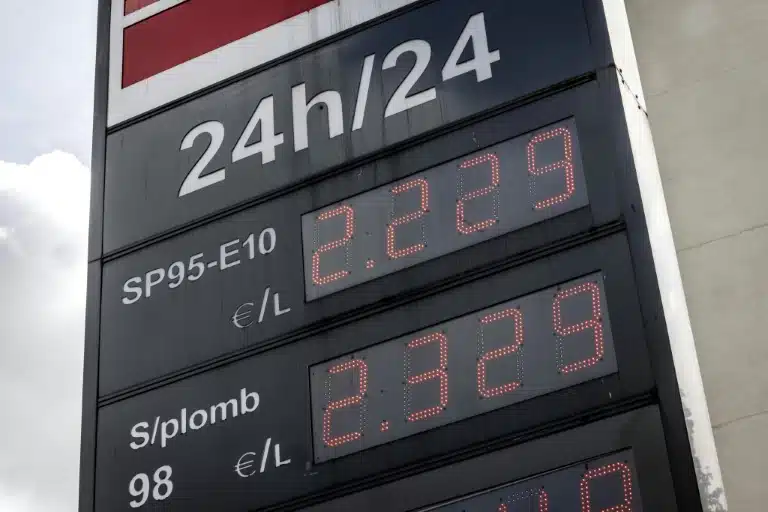 24h/24
SP95-E10
2.229
€/L
S/plomb
2.329
98
€/L